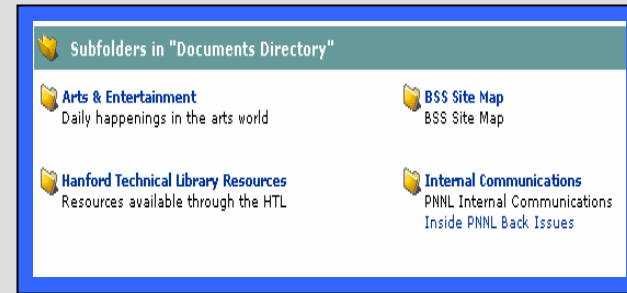 Subfolders in "Documents Directory"
Arts & Entertainment
Daily happenings in the arts world
BSS Site Map
BSS Site Map
Hanford Technical Library Resources
Resources available through the HTL
Internal Communications
PNNL Internal Communications
Inside PNNL Back Issues